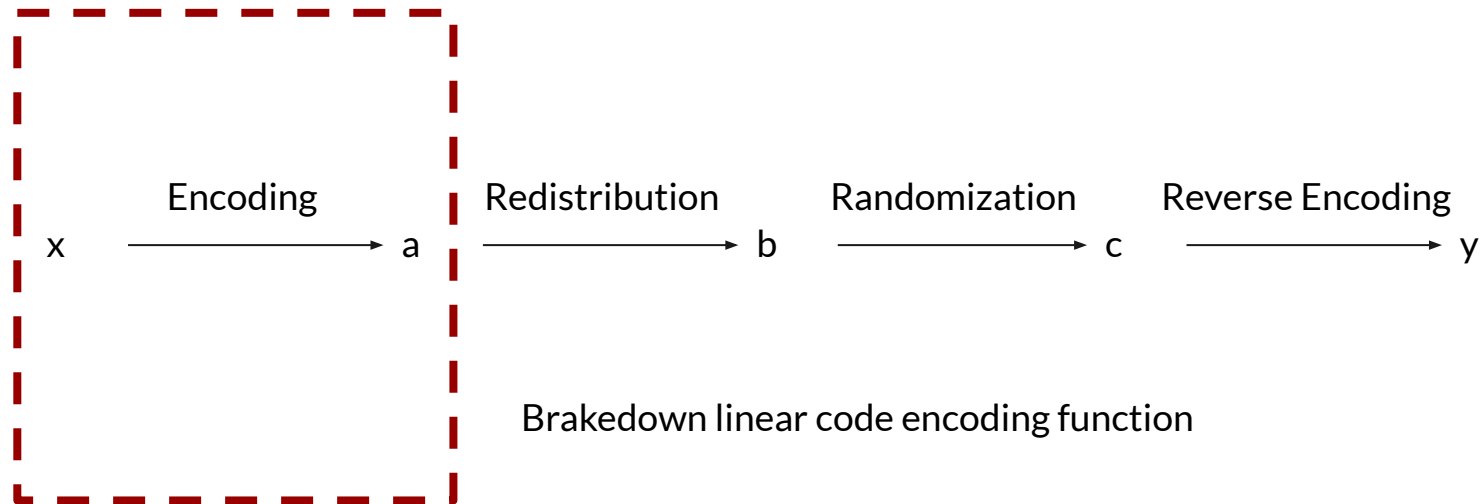 Encoding Redistribution Randomization Reverse Encoding
x a b c y
Brakedown linear code encoding function